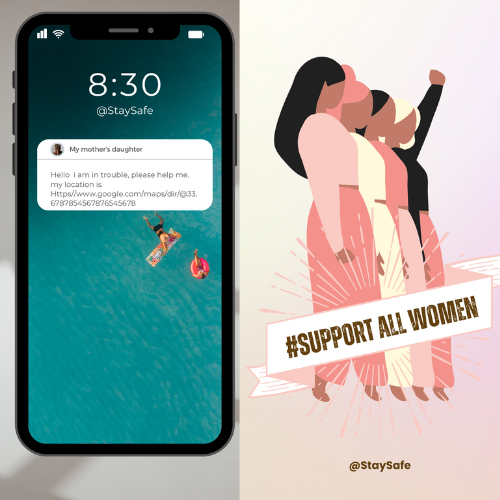 8:30
@StaySafe
My mother's daughter
Hello i am in trouble, please help me.
my location is
Https//www.google.com/maps/dir/@33.
6787854567876545678
#SUPPORT ALL WOMEN
@StaySafe